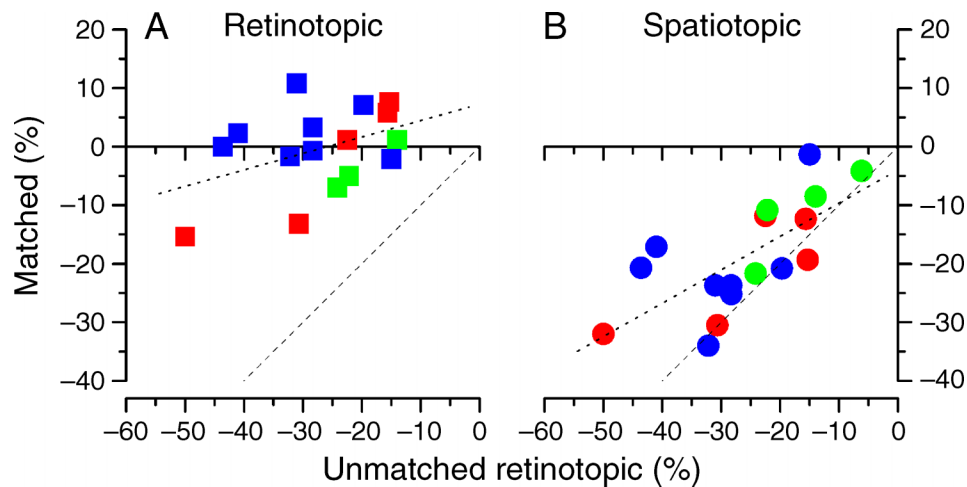 A Retinotopic
B Spatiotopic
20 20
10 10
0 0
−10 −10
−20 −20
−30 −30
−40 −40
Matched (%)
−60 −50 −40 −30 −20 −10 0
−60 −50 −40 −30 −20 −10 0
Unmatched retinotopic (%)